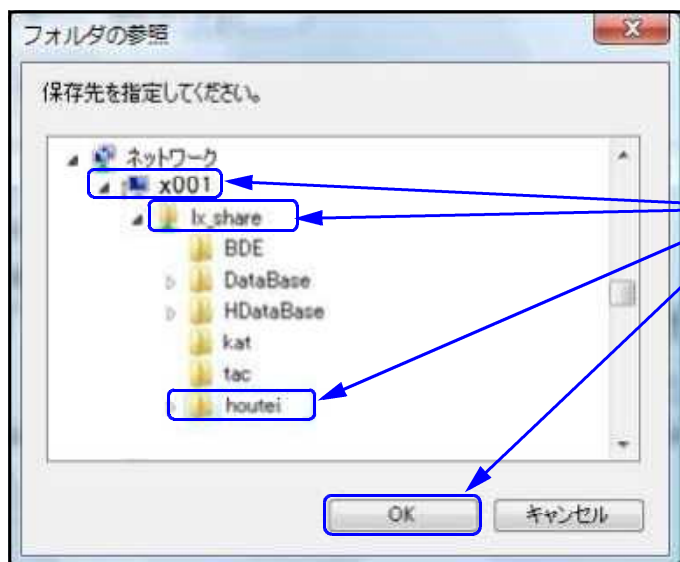 フォルダの参照
保存先を指定してください。
ネットワーク
x001
lx_share
BDE
DataBase
HDataBase
kat
tac
houtei
OK キャンセル